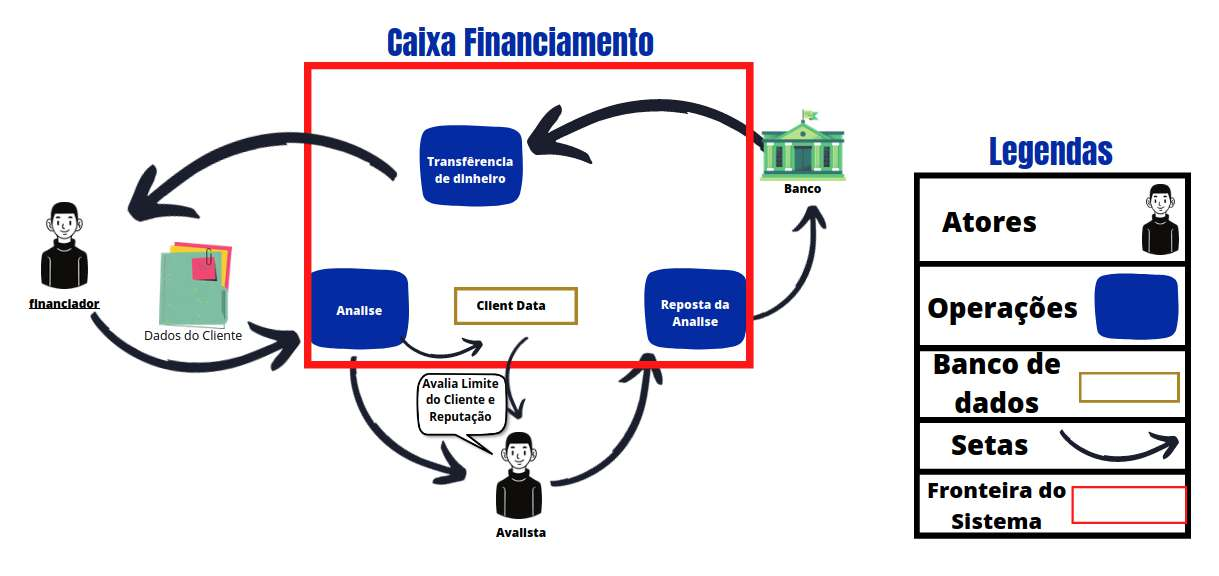 Caixa Financiamento
Transfêrencia
de dinheiro
Banco
financiador
Dados do Cliente
Analise
Client Data
Reposta da
Analise
Avalia Limite
do Cliente e
Reputação
Avalista
Legendas
Atores
Operações
Banco de
dados
Setas
Fronteira do
Sistema